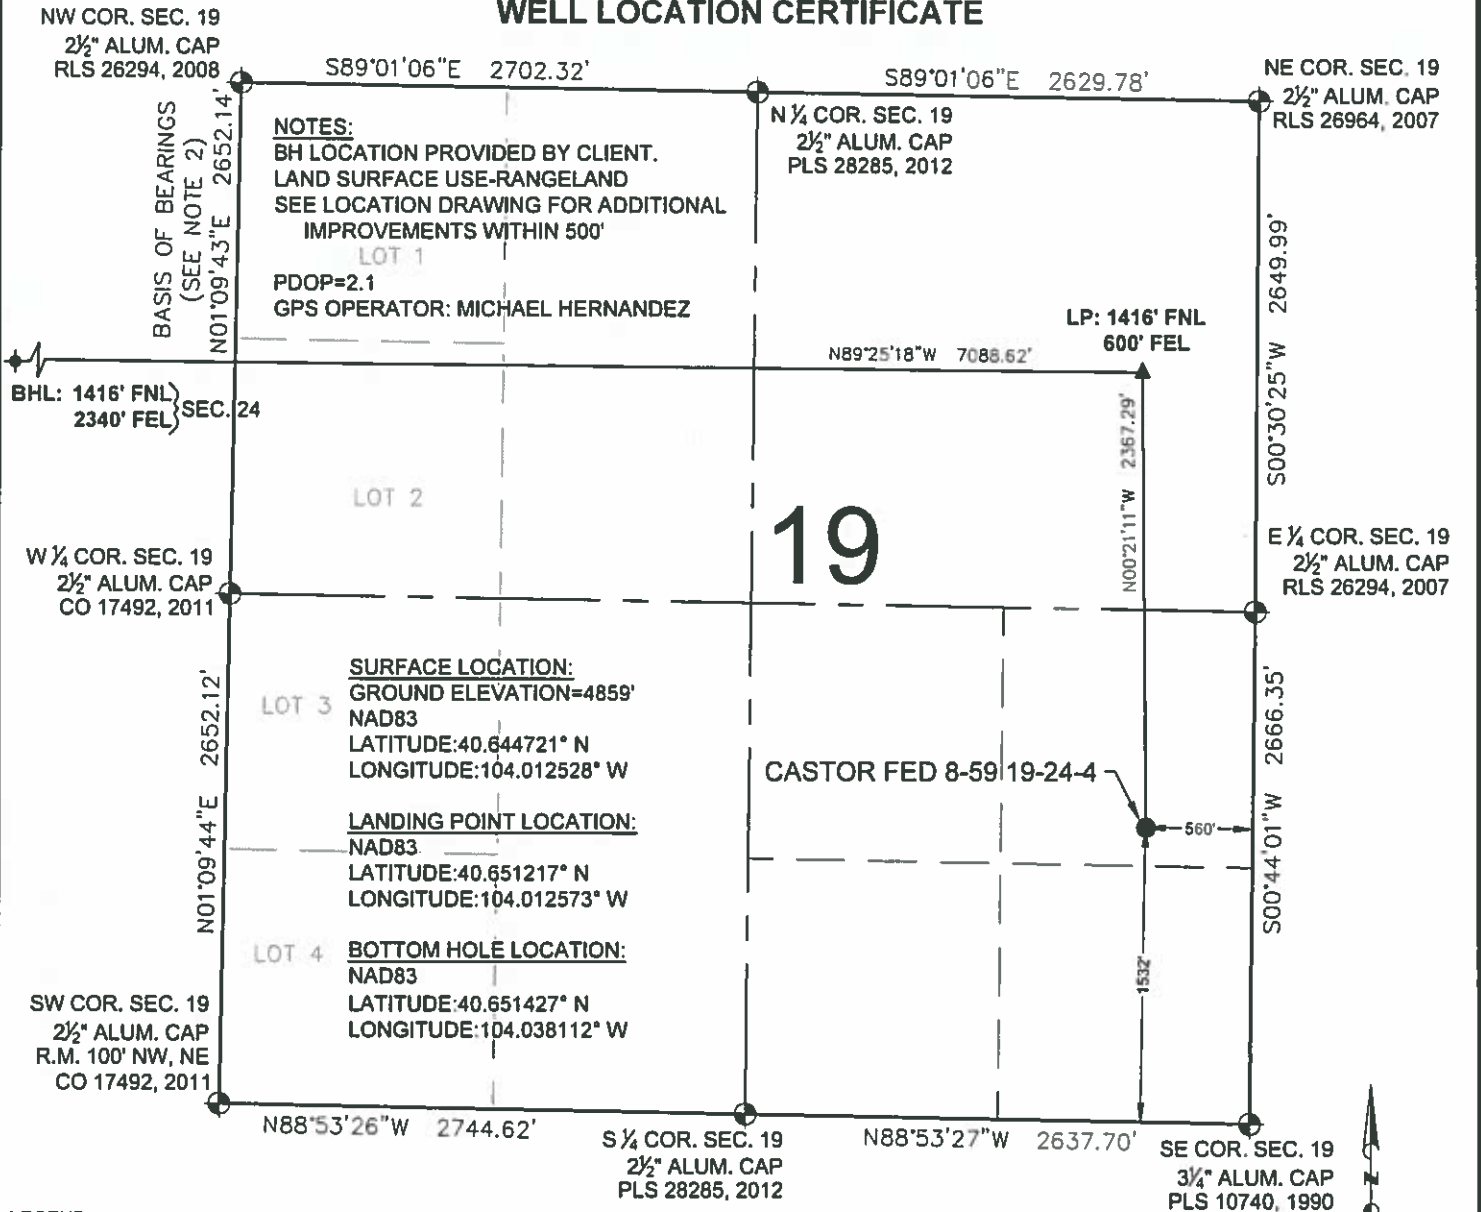 WELL LOCATION CERTIFICATE
NW COR. SEC. 19
2½" ALUM. CAP
RLS 26294, 2008
S89°01'06"E 2702.32'
S89°01'06"E 2629.78'
NE COR. SEC. 19
2½" ALUM. CAP
RLS 26964, 2007
N ¼ COR. SEC. 19
2½" ALUM. CAP
PLS 28285, 2012
BASIS OF BEARINGS
(SEE NOTE 2)
N01°09'43"E 2652.14'
NOTES:
BH LOCATION PROVIDED BY CLIENT.
LAND SURFACE USE-RANGELAND
SEE LOCATION DRAWING FOR ADDITIONAL
IMPROVEMENTS WITHIN 500'
LOT 1
PDOP=2.1
GPS OPERATOR: MICHAEL HERNANDEZ
S00°30'25"W 2649.99'
LP: 1416' FNL
600' FEL
N89°25'18"W 7088.62'
BHL: 1416' FNL
2340' FEL
SEC. 24
N00°21'11"W 2367.29'
LOT 2
19
W ¼ COR. SEC. 19
2½" ALUM. CAP
CO 17492, 2011
E ¼ COR. SEC. 19
2½" ALUM. CAP
RLS 26294, 2007
N01°09'44"E 2652.12'
LOT 3
SURFACE LOCATION:
GROUND ELEVATION=4859'
NAD83
LATITUDE:40.644721° N
LONGITUDE:104.012528° W
CASTOR FED 8-59 19-24-4
560'
S00°44'01"W 2666.35'
LANDING POINT LOCATION:
NAD83
LATITUDE:40.651217° N
LONGITUDE:104.012573° W
LOT 4
BOTTOM HOLE LOCATION:
NAD83
LATITUDE:40.651427° N
LONGITUDE:104.038112° W
1532'
SW COR. SEC. 19
2½" ALUM. CAP
R.M. 100' NW, NE
CO 17492, 2011
N88°53'26"W 2744.62'
S ¼ COR. SEC. 19
2½" ALUM. CAP
PLS 28285, 2012
N88°53'27"W 2637.70'
SE COR. SEC. 19
3¼" ALUM. CAP
PLS 10740, 1990
N